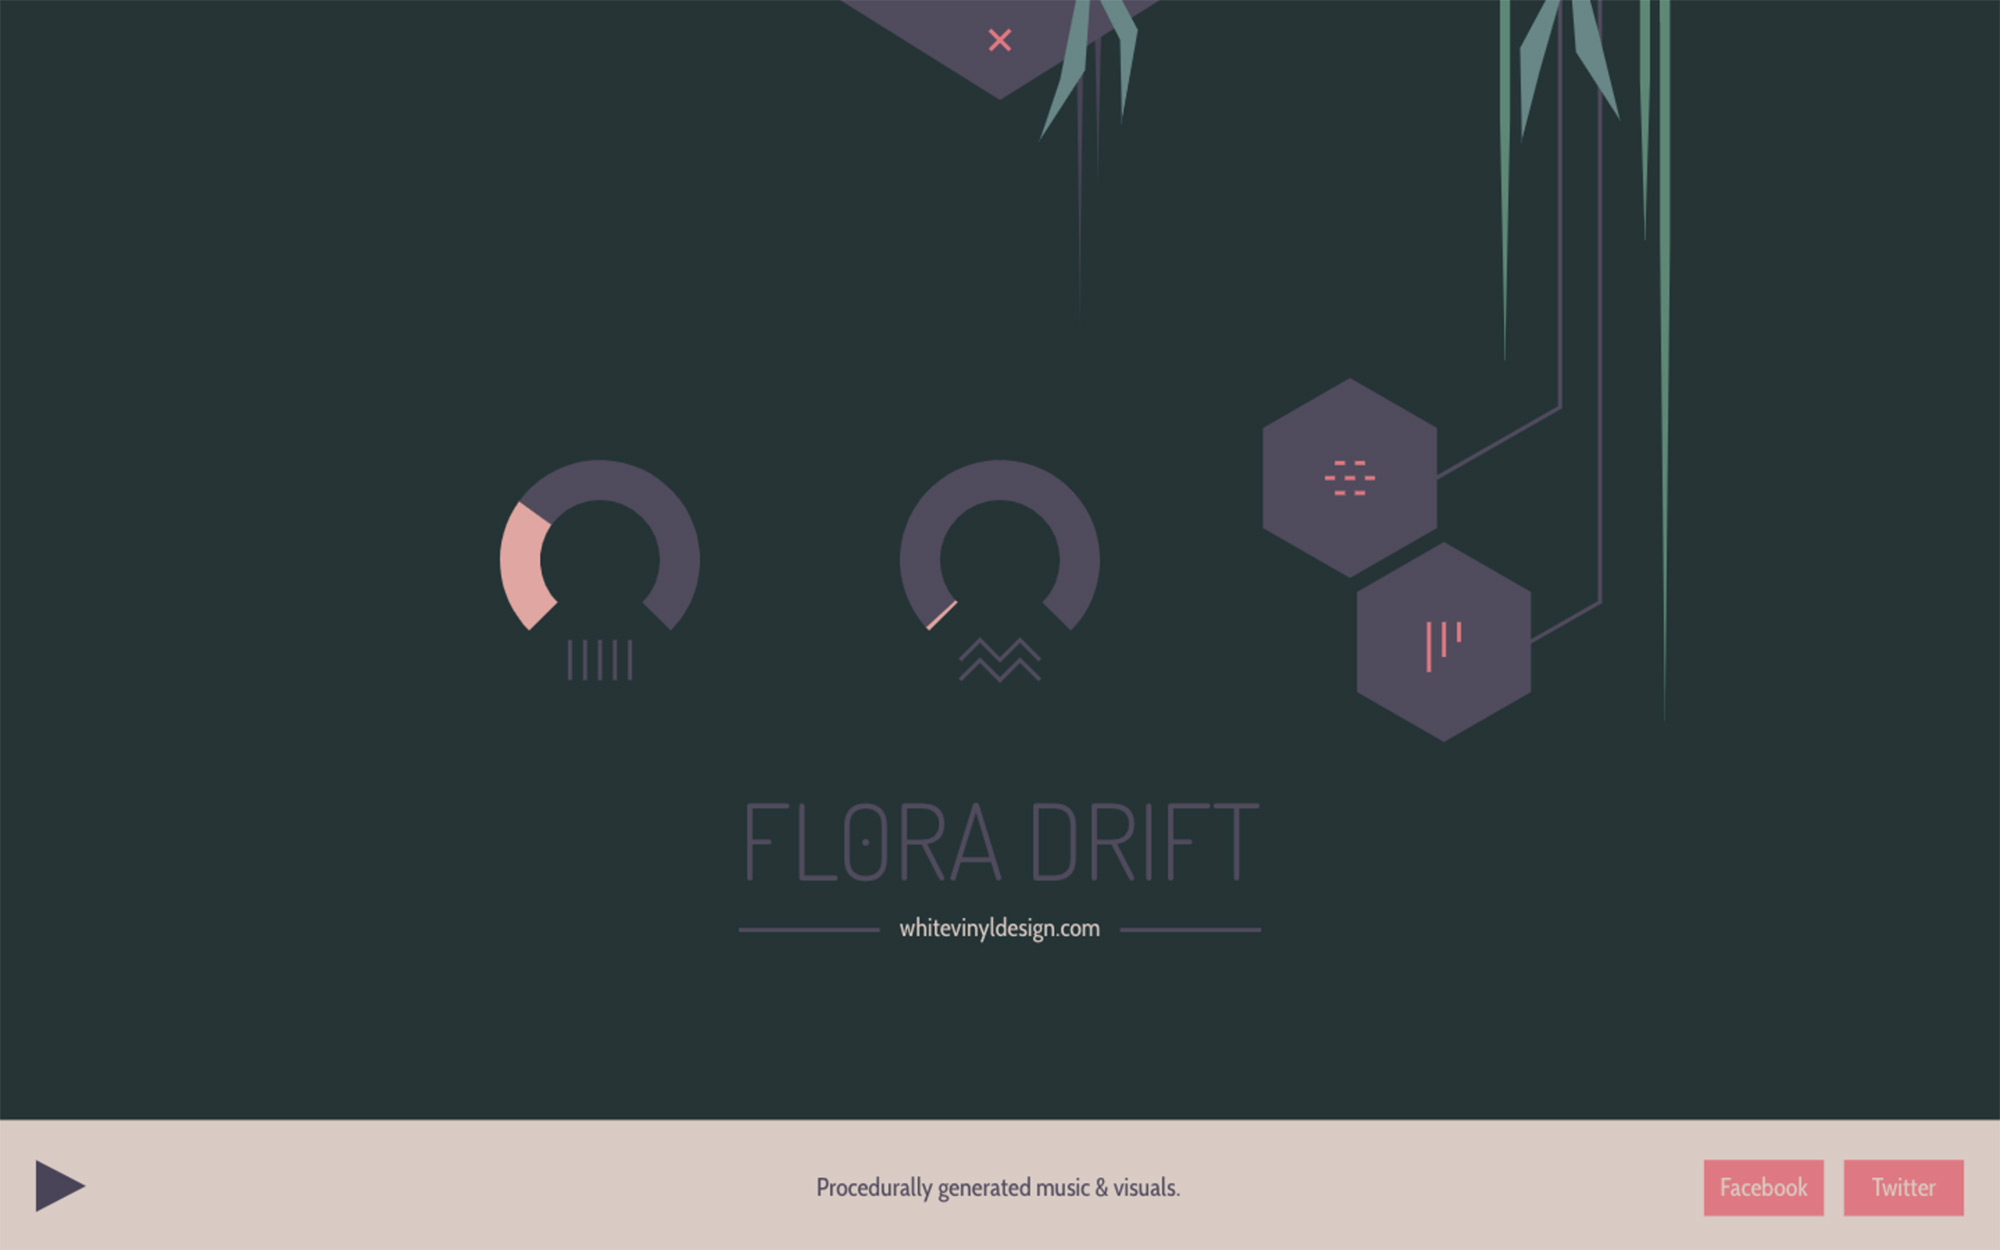 FLORA DRIFT
whitevinyldesign.com
Procedurally generated music & visuals.
Facebook
Twitter